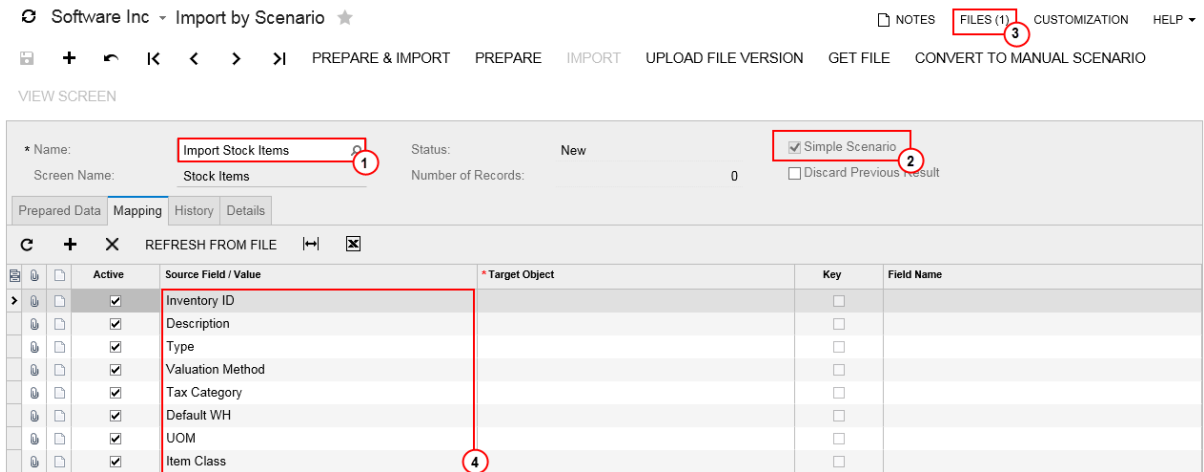 Software Inc - Import by Scenario NOTES FILES (1) CUSTOMIZATION HELP
3
PREPARE & IMPORT PREPARE IMPORT UPLOAD FILE VERSION GET FILE CONVERT TO MANUAL SCENARIO
VIEW SCREEN
* Name: Import Stock Items Status: New Simple Scenario
1 2
Screen Name: Stock Items Number of Records: 0 Discard Previous Result
Prepared Data Mapping History Details
REFRESH FROM FILE
Active Source Field / Value * Target Object Key Field Name
Inventory ID
Description
Type
Valuation Method
Tax Category
Default WH
UOM
Item Class
4